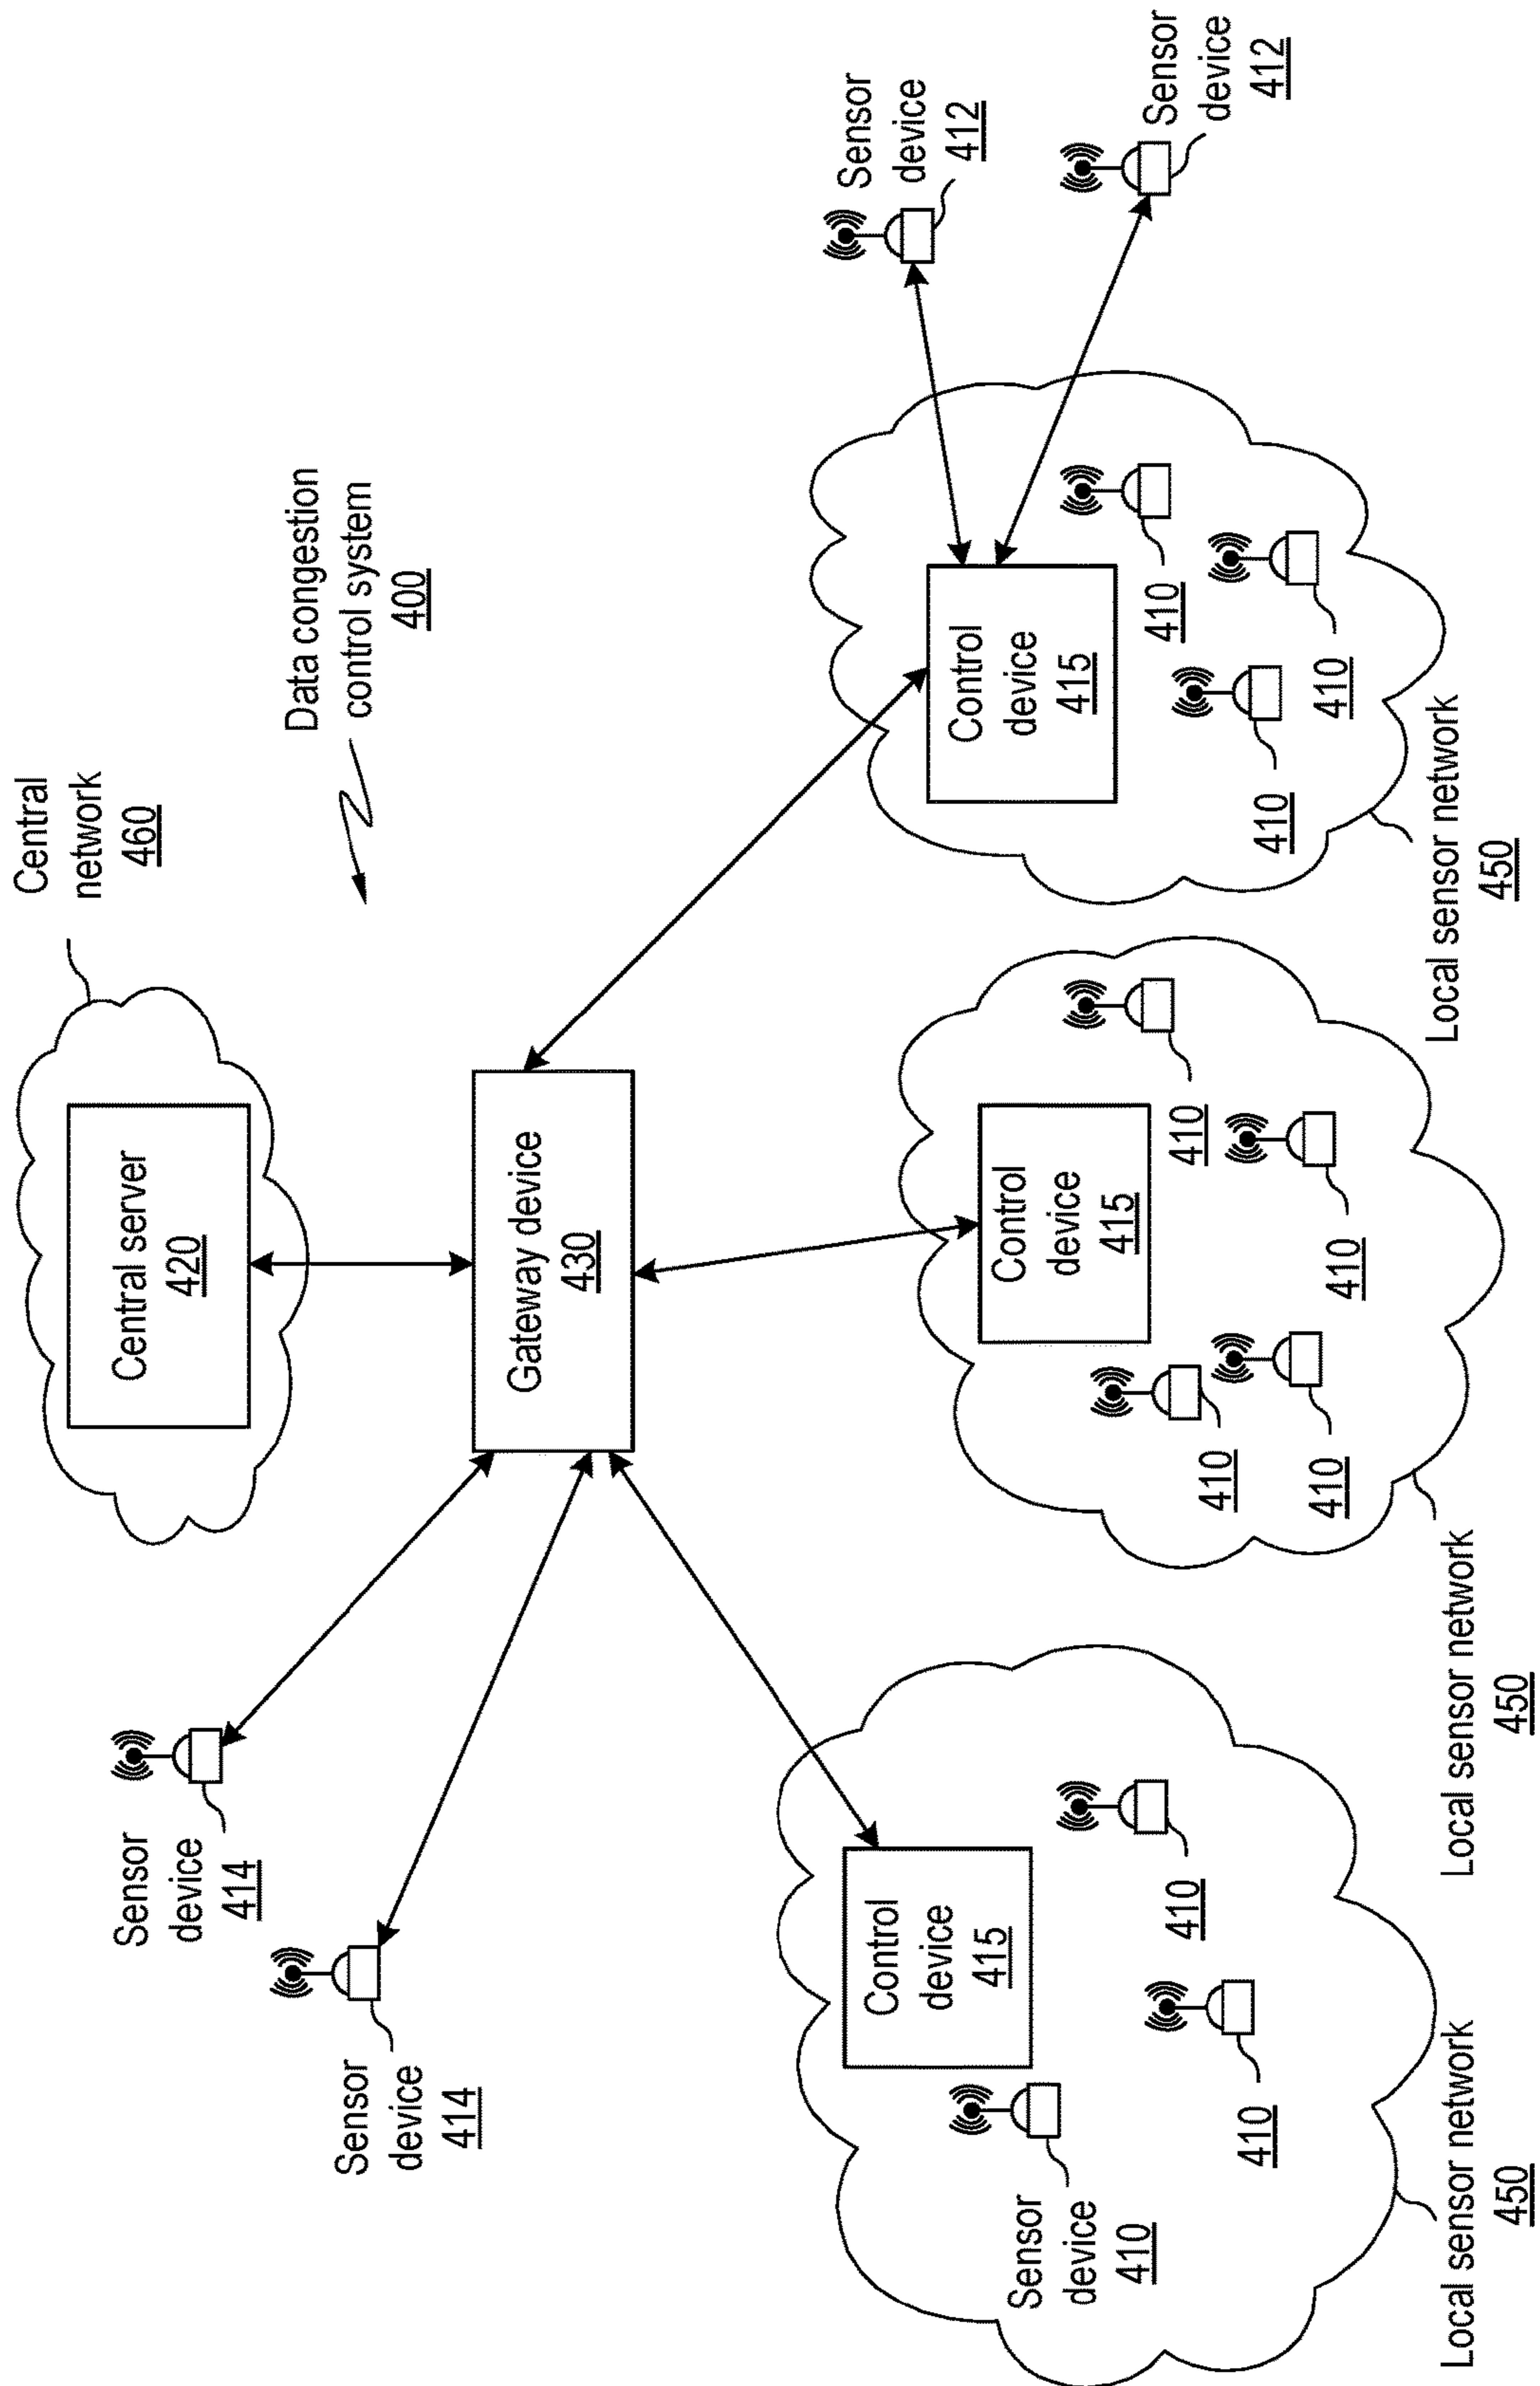 Central
network
460
Central server
420
Sensor
device
414
Sensor
device
414
Data congestion
control system
400
Gateway device
430
Control
device
415
Sensor
device
410
410
410
Local sensor network
450
Control
device
415
410
410
410
410
Local sensor network
450
Control
device
415
410
410
410
Local sensor network
450
Sensor
device
412
Sensor
device
412